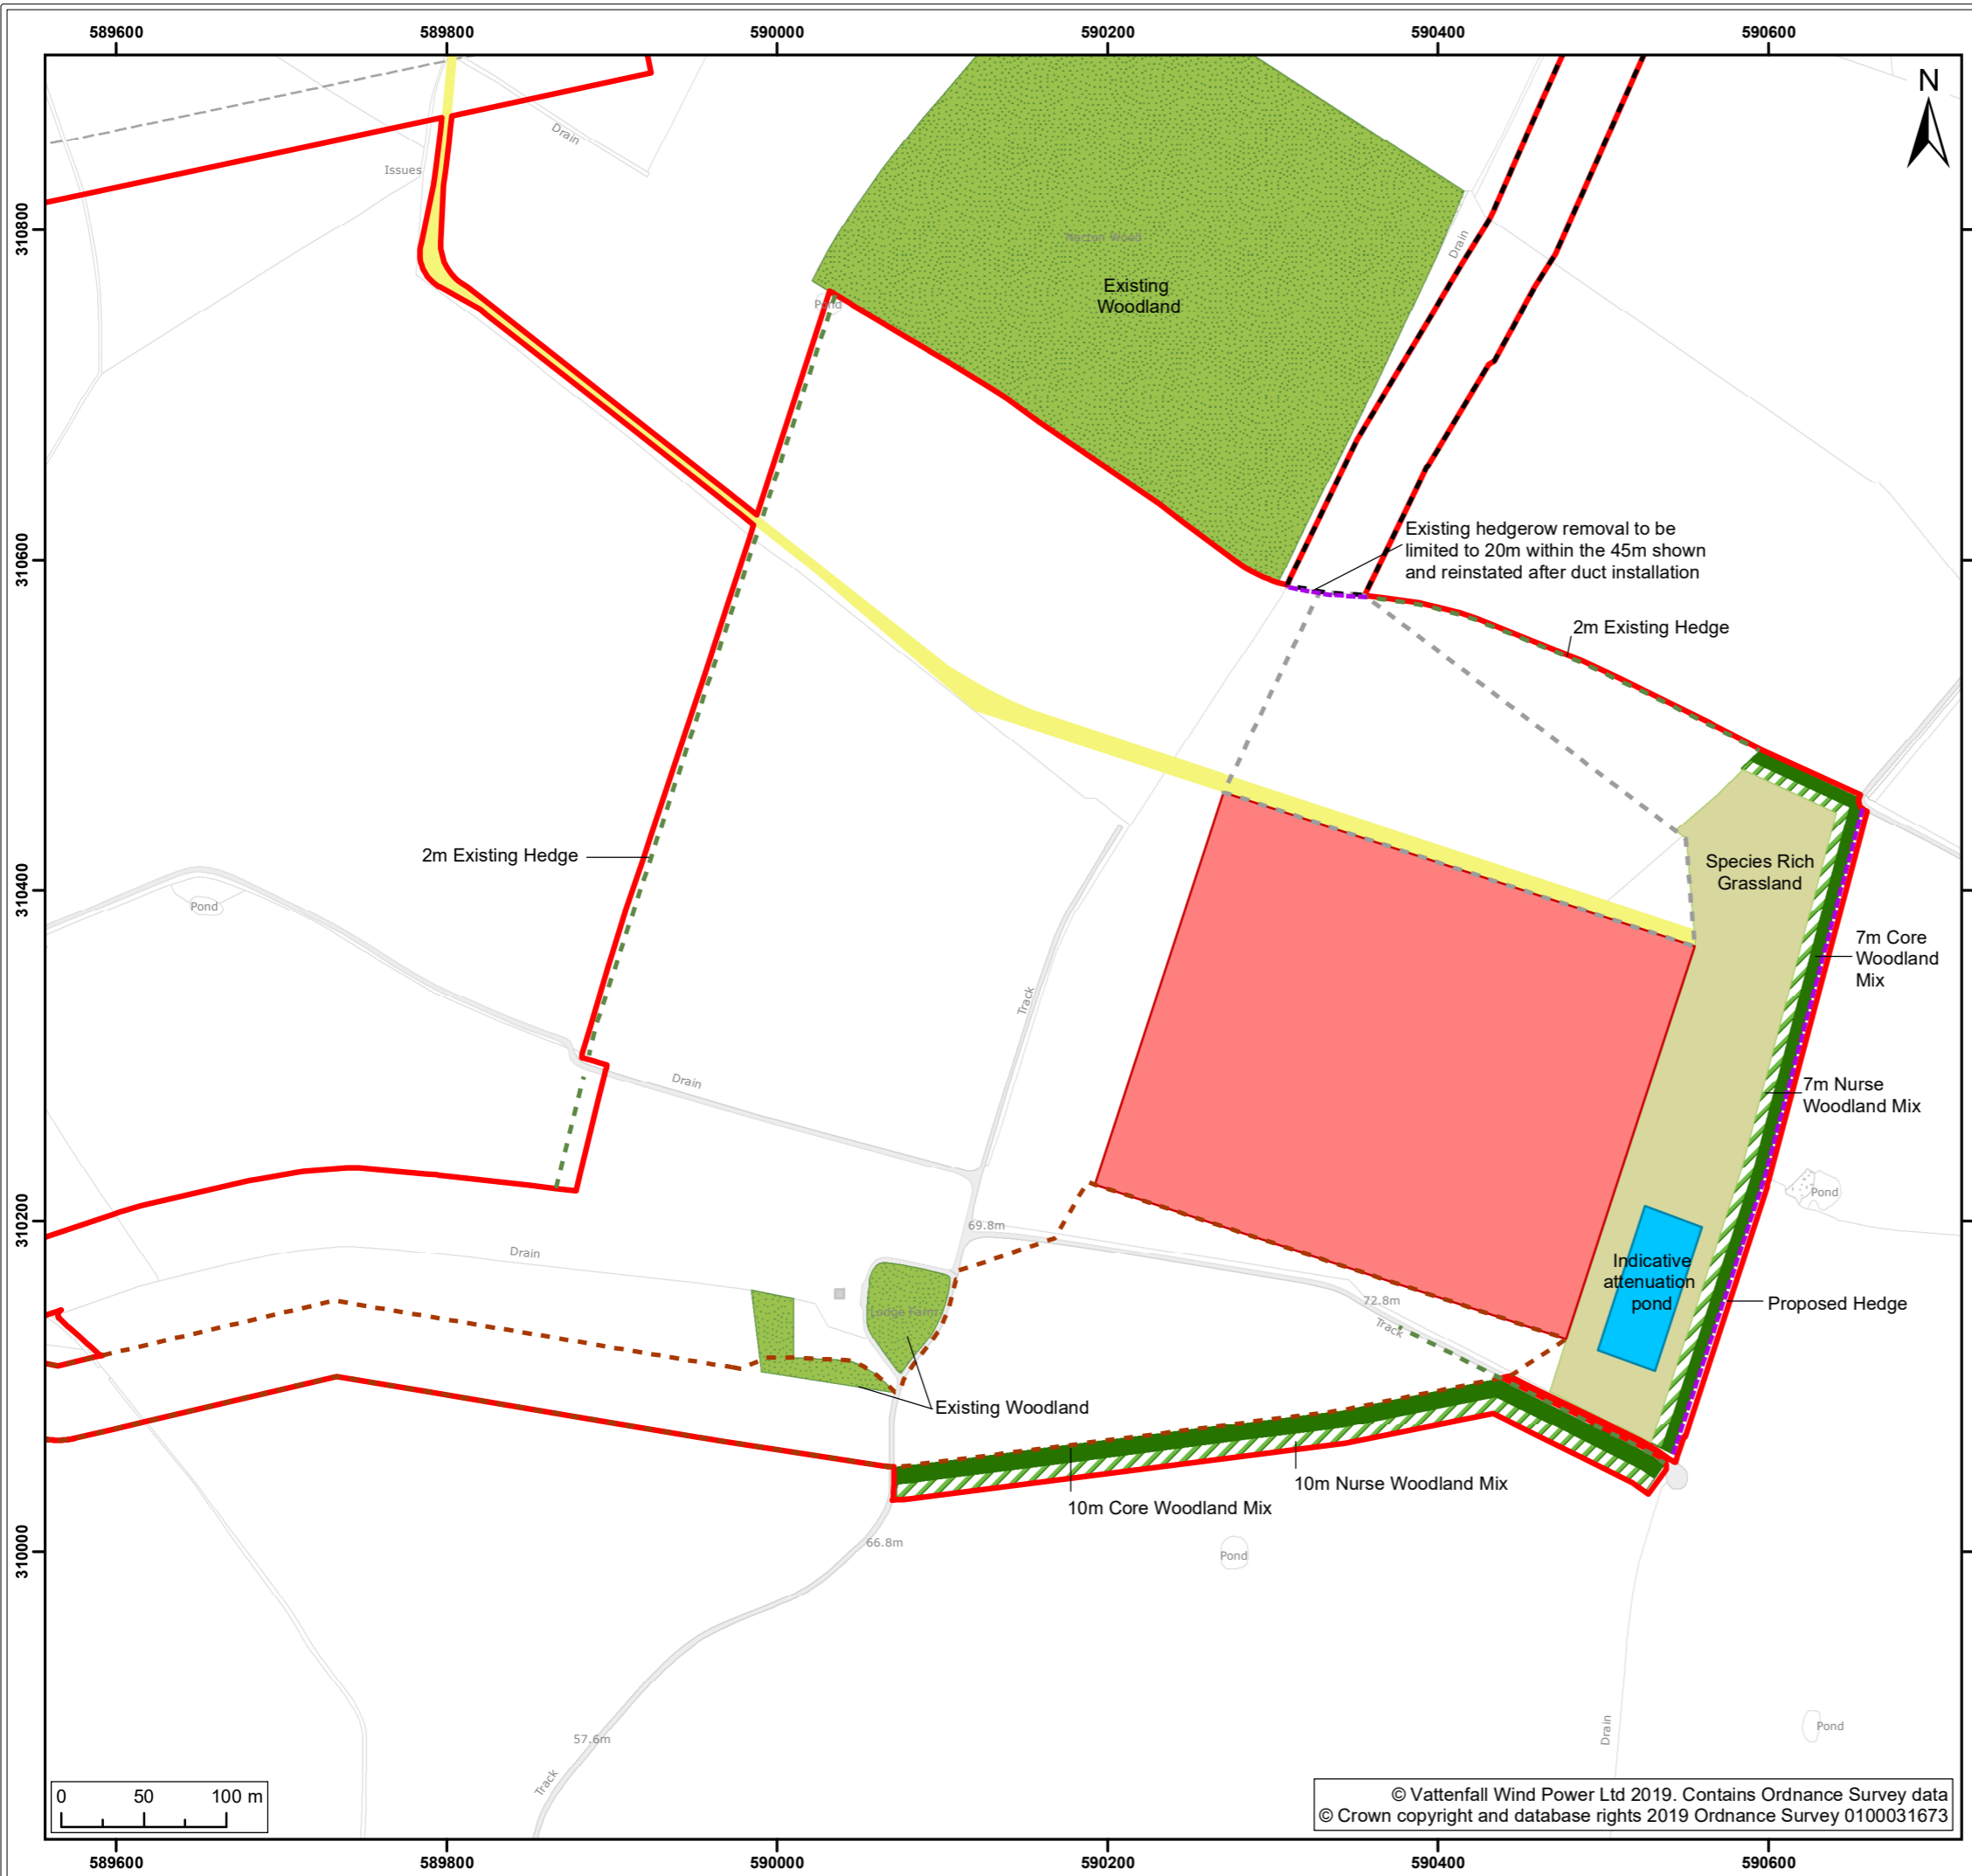 589600
589800
590000
590200
590400
590600
N
Drain
Issues
310800
Necton Wood
Drain
Existing
Woodland
Pond
Existing hedgerow removal to be
limited to 20m within the 45m shown
and reinstated after duct installation
310600
2m Existing Hedge
2m Existing Hedge
Species Rich
Grassland
310400
Pond
7m Core
Woodland
Mix
Track
Drain
7m Nurse
Woodland Mix
Pond
310200
69.8m
Drain
Indicative
attenuation
pond
72.8m
Track
Proposed Hedge
Lodge Farm
Existing Woodland
10m Nurse Woodland Mix
10m Core Woodland Mix
66.8m
Pond
310000
57.6m
Track
Drain
Pond
0 50 100 m
© Vattenfall Wind Power Ltd 2019. Contains Ordnance Survey data
© Crown copyright and database rights 2019 Ordnance Survey 0100031673
589600
589800
590000
590200
590400
590600